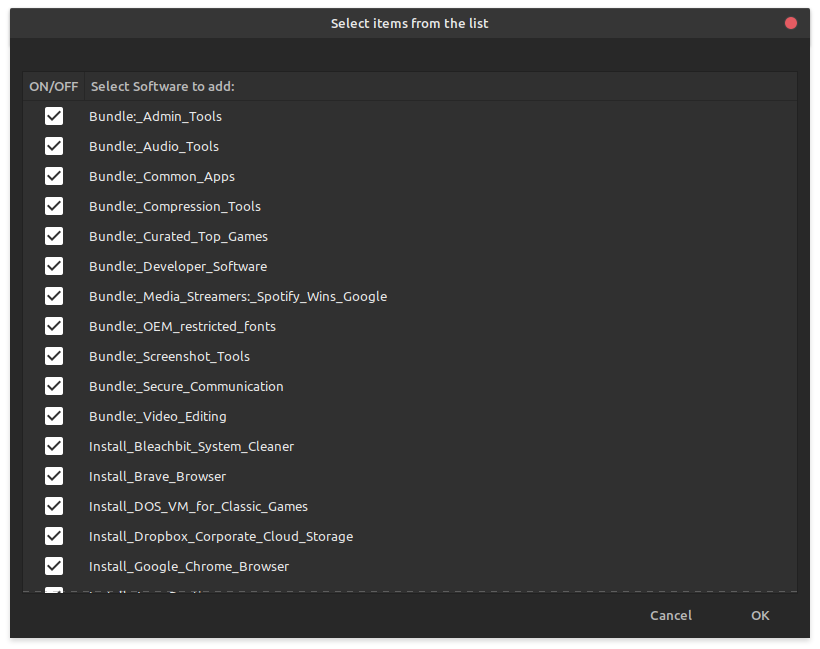 Select items from the list
ON/OFF Select Software to add:
Bundle:_Admin_Tools
Bundle:_Audio_Tools
Bundle:_Common_Apps
Bundle:_Compression_Tools
Bundle:_Curated_Top_Games
Bundle:_Developer_Software
Bundle:_Media_Streamers:_Spotify_Wins_Google
Bundle:_OEM_restricted_fonts
Bundle:_Screenshot_Tools
Bundle:_Secure_Communication
Bundle:_Video_Editing
Install_Bleachbit_System_Cleaner
Install_Brave_Browser
Install_DOS_VM_for_Classic_Games
Install_Dropbox_Corporate_Cloud_Storage
Install_Google_Chrome_Browser
Cancel OK